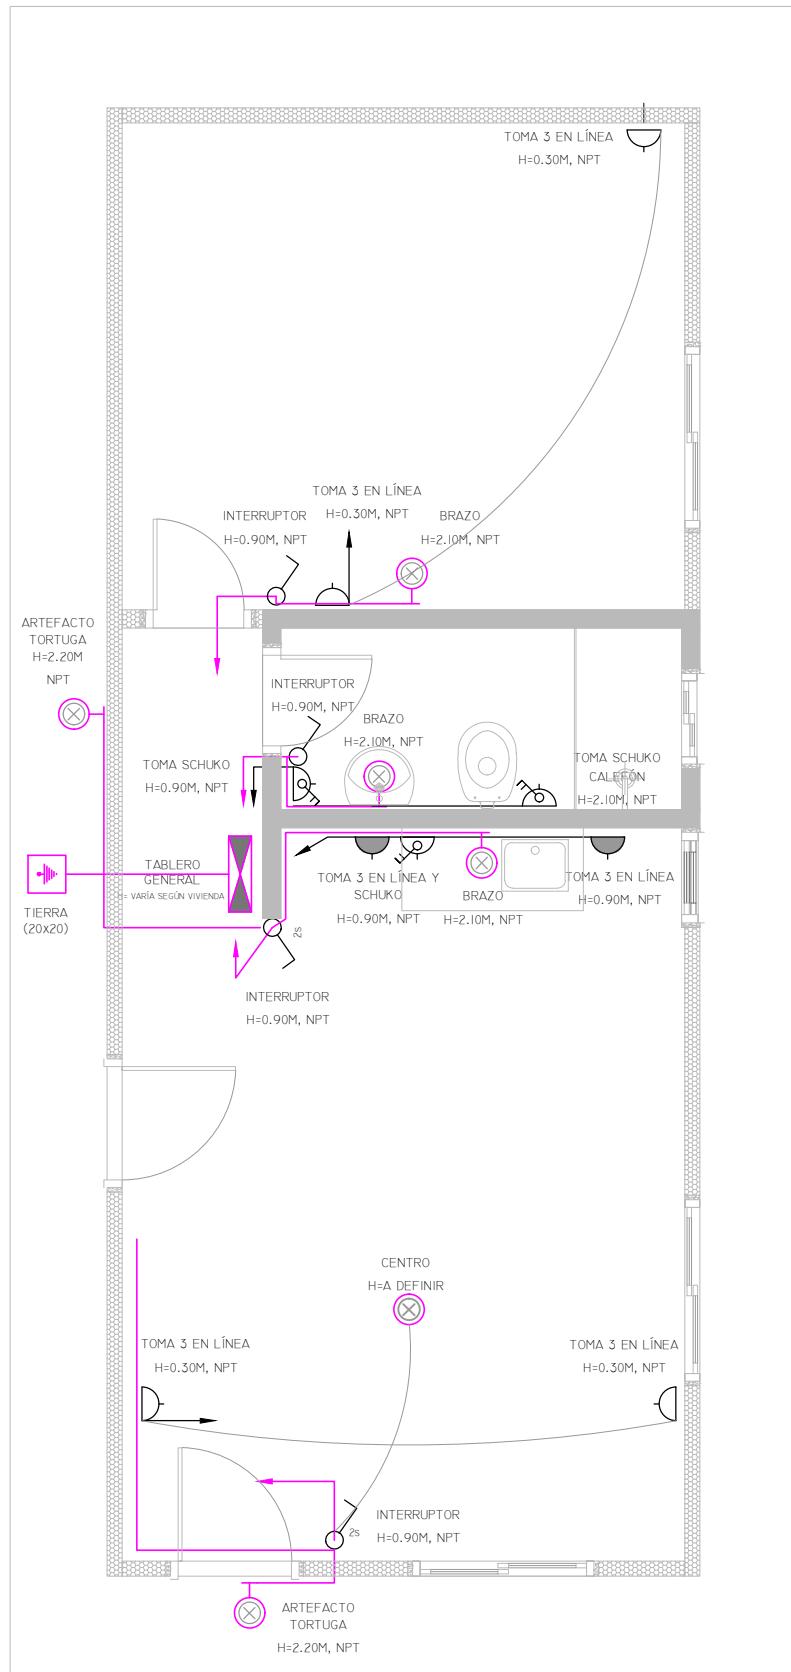 TOMA 3 EN LÍNEA
H=0.30M, NPT
TOMA 3 EN LÍNEA
H=0.30M, NPT
INTERRUPTOR
H=0.90M, NPT
BRAZO
H=2.10M, NPT
ARTEFACTO
TORTUGA
H=2.20M
NPT
INTERRUPTOR
H=0.90M, NPT
BRAZO
H=2.10M, NPT
TOMA SCHUKO
H=0.90M, NPT
TOMA SCHUKO
CALEFÓN
H=2.10M, NPT
TABLERO
GENERAL
H= VARÍA SEGÚN VIVIENDA
TOMA 3 EN LÍNEA Y
SCHUKO
H=0.90M, NPT
BRAZO
H=2.10M, NPT
TOMA 3 EN LÍNEA
H=0.90M, NPT
TIERRA
(20x20)
2s
INTERRUPTOR
H=0.90M, NPT
CENTRO
H=A DEFINIR
TOMA 3 EN LÍNEA
H=0.30M, NPT
TOMA 3 EN LÍNEA
H=0.30M, NPT
INTERRUPTOR
2s
H=0.90M, NPT
ARTEFACTO
TORTUGA
H=2.20M, NPT